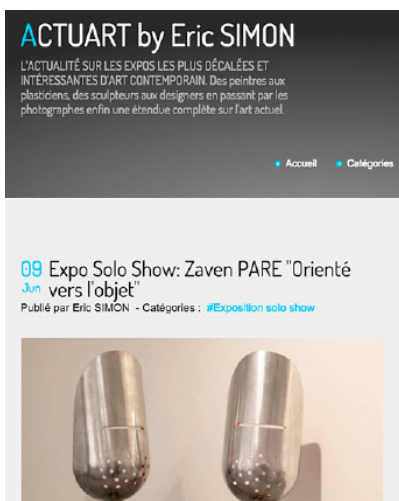 ACTUART by Eric SIMON
L'ACTUALITÉ SUR LES EXPOS LES PLUS DÉCALÉES ET
INTÉRESSANTES D'ART CONTEMPORAIN. Des peintres aux
plasticiens, des sculpteurs aux designers en passant par les
photographes enfin une étendue complète sur l'art actuel.
Accueil Catégories
09 Expo Solo Show: Zaven PARE "Orienté
Jun vers l'objet"
Publié par Eric SIMON - Catégories : #Exposition solo show